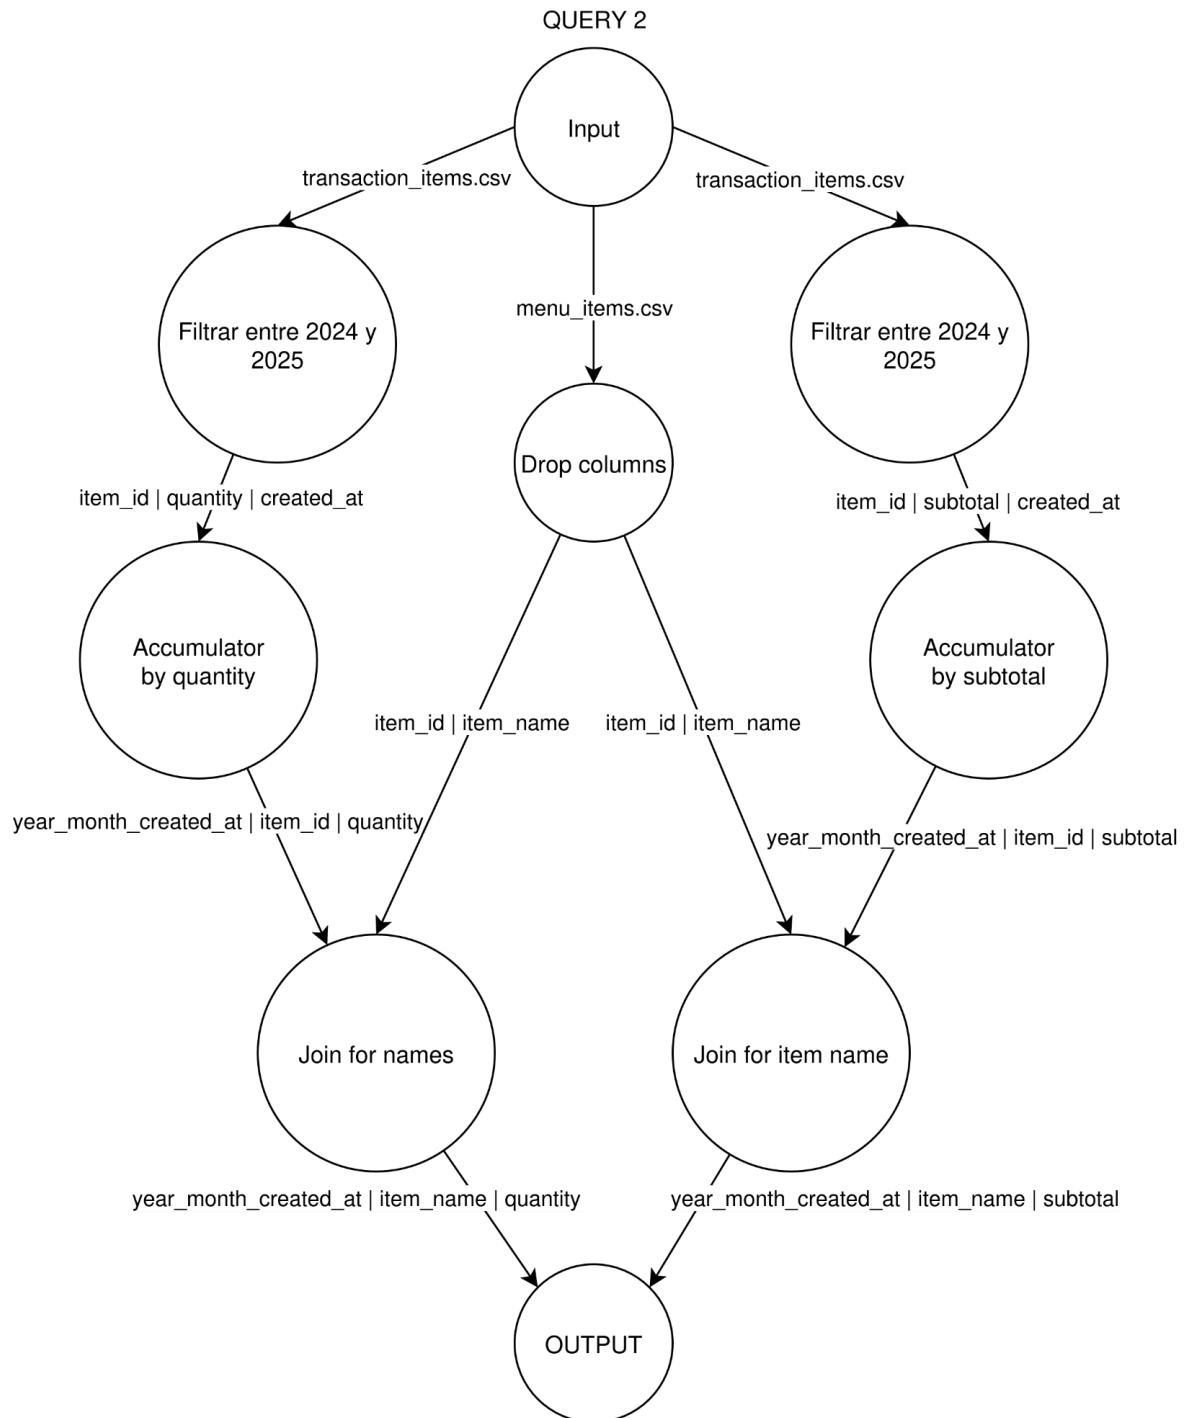 QUERY 2
Input
transaction_items.csv
transaction_items.csv
menu_items.csv
Filtrar entre 2024 y
2025
Filtrar entre 2024 y
2025
Drop columns
item_id | quantity | created_at
item_id | subtotal | created_at
Accumulator
by quantity
Accumulator
by subtotal
item_id | item_name
item_id | item_name
year_month_created_at | item_id | quantity
year_month_created_at | item_id | subtotal
Join for names
Join for item name
year_month_created_at | item_name | quantity
year_month_created_at | item_name | subtotal
OUTPUT